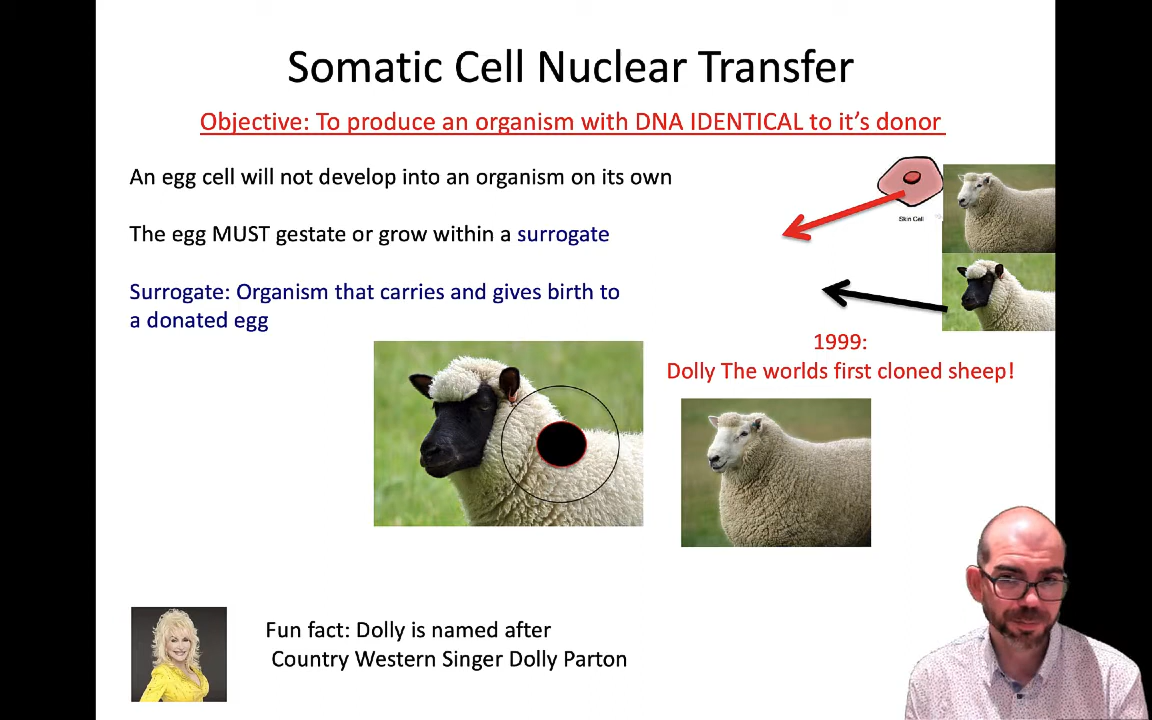 Somatic Cell Nuclear Transfer
Objective: To produce an organism with DNA IDENTICAL to it's donor
An egg cell will not develop into an organism on its own
Skin Cell
The egg MUST gestate or grow within a surrogate
Surrogate: Organism that carries and gives birth to
a donated egg
1999:
Dolly The worlds first cloned sheep!
Fun fact: Dolly is named after
Country Western Singer Dolly Parton